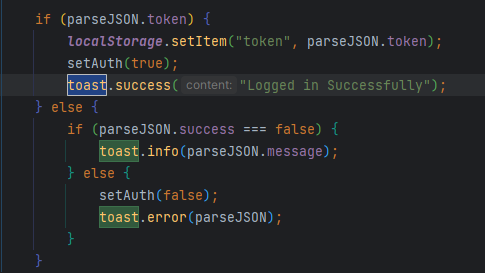 if (parseJSON.token) {
localStorage.setItem("token", parseJSON.token);
setAuth(true);
toast.success( content: "Logged in Successfully");
} else {
if (parseJSON.success === false) {
toast.info(parseJSON.message);
} else {
setAuth(false);
toast.error(parseJSON);
}
}